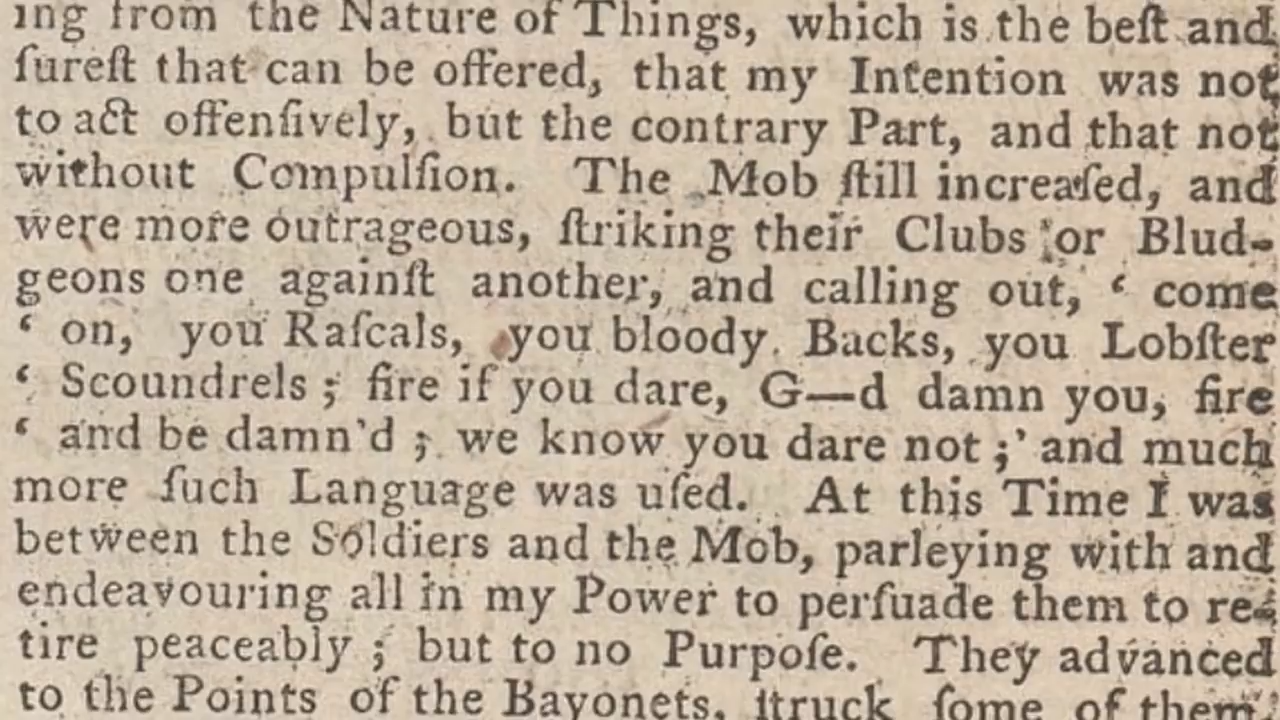 ing from the Nature of Things, which is the beſt and
ſureſt that can be offered, that my Intention was not
to act offenſively, but the contrary Part, and that not
without Compulſion. The Mob ſtill increaſed, and
were more outrageous, ſtriking their Clubs or Blud-
geons one againſt another, and calling out, ‘ come
‘ on, you Raſcals, you bloody Backs, you Lobſter
‘ Scoundrels ; fire if you dare, G—d damn you, fire
‘ and be damn'd ; we know you dare not ;’ and much
more ſuch Language was uſed. At this Time I was
between the Soldiers and the Mob, parleying with and
endeavouring all in my Power to perſuade them to re-
tire peaceably ; but to no Purpoſe. They advanced
to the Points of the Bayonets, ſtruck ſome of them